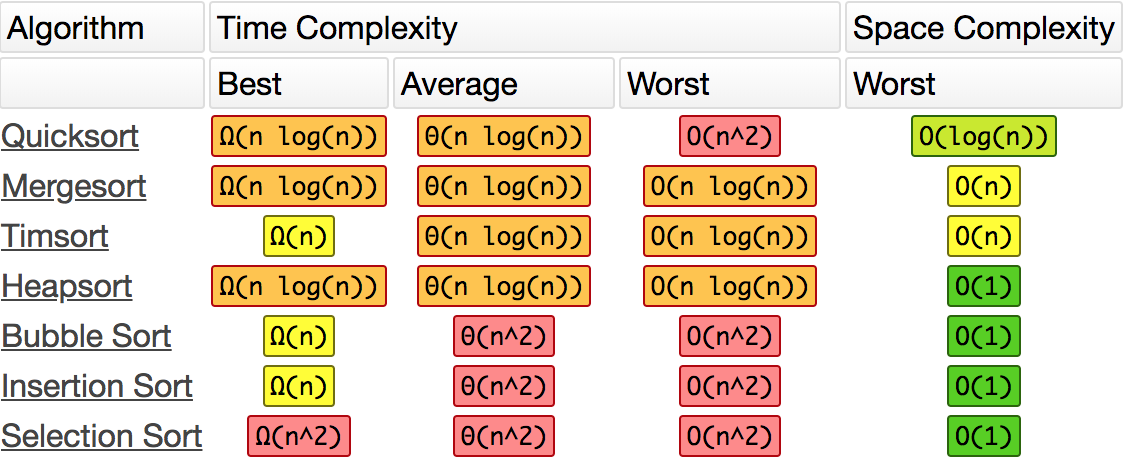 Algorithm Time Complexity Space Complexity
Best Average Worst Worst
Quicksort Ω(n log(n)) Θ(n log(n)) O(n^2) O(log(n))
Mergesort Ω(n log(n)) Θ(n log(n)) O(n log(n)) O(n)
Timsort Ω(n) Θ(n log(n)) O(n log(n)) O(n)
Heapsort Ω(n log(n)) Θ(n log(n)) O(n log(n)) O(1)
Bubble Sort Ω(n) Θ(n^2) O(n^2) O(1)
Insertion Sort Ω(n) Θ(n^2) O(n^2) O(1)
Selection Sort Ω(n^2) Θ(n^2) O(n^2) O(1)